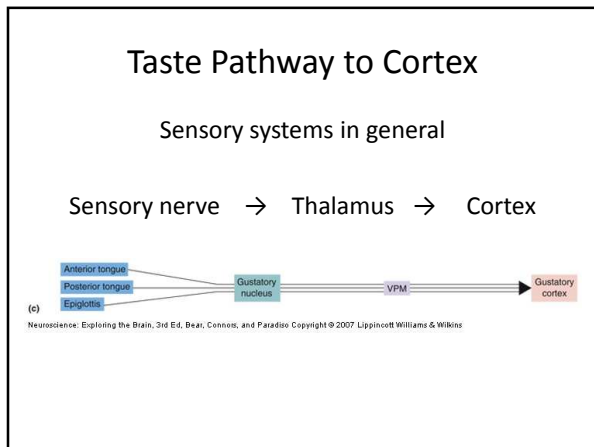 Taste Pathway to Cortex
Sensory systems in general
Sensory nerve → Thalamus → Cortex
Anterior tongue
Posterior tongue
Epiglottis
Gustatory
nucleus
VPM
Gustatory
cortex
(c)
Neuroscience: Exploring the Brain, 3rd Ed, Bear, Connors, and Paradiso Copyright © 2007 Lippincott Williams & Wilkins